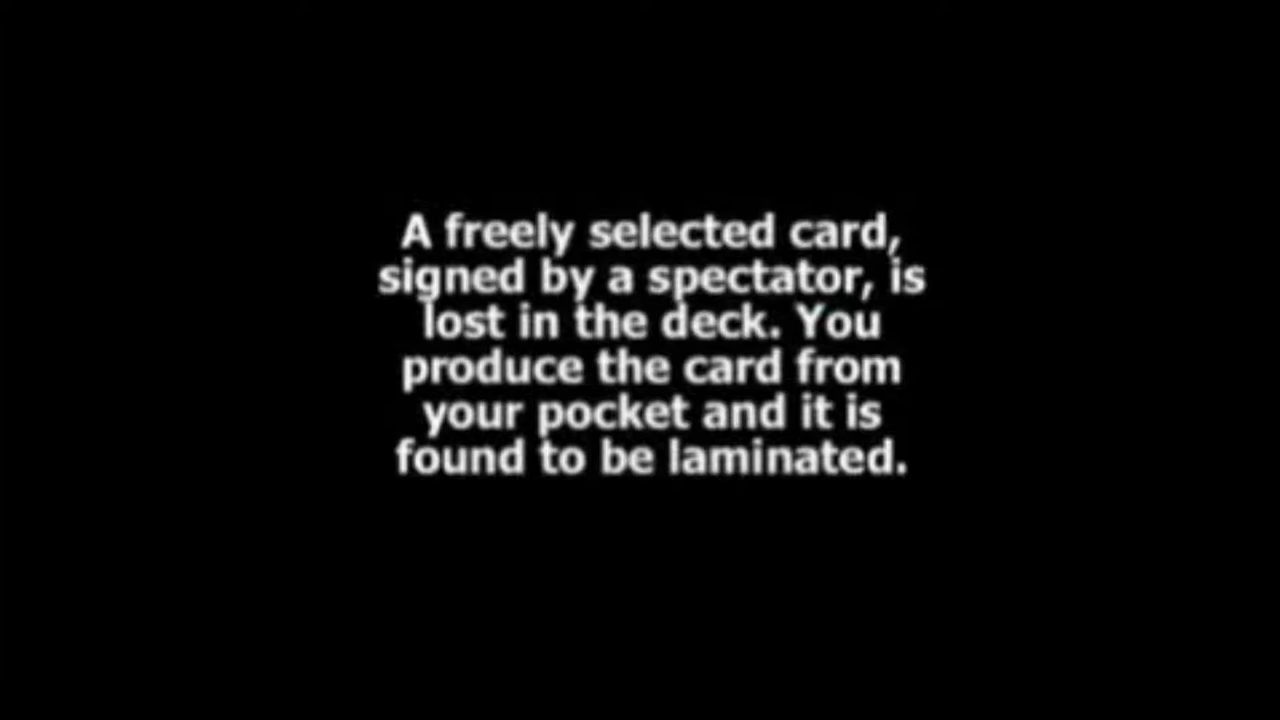 A freely selected card,
signed by a spectator, is
lost in the deck. You
produce the card from
your pocket and it is
found to be laminated.